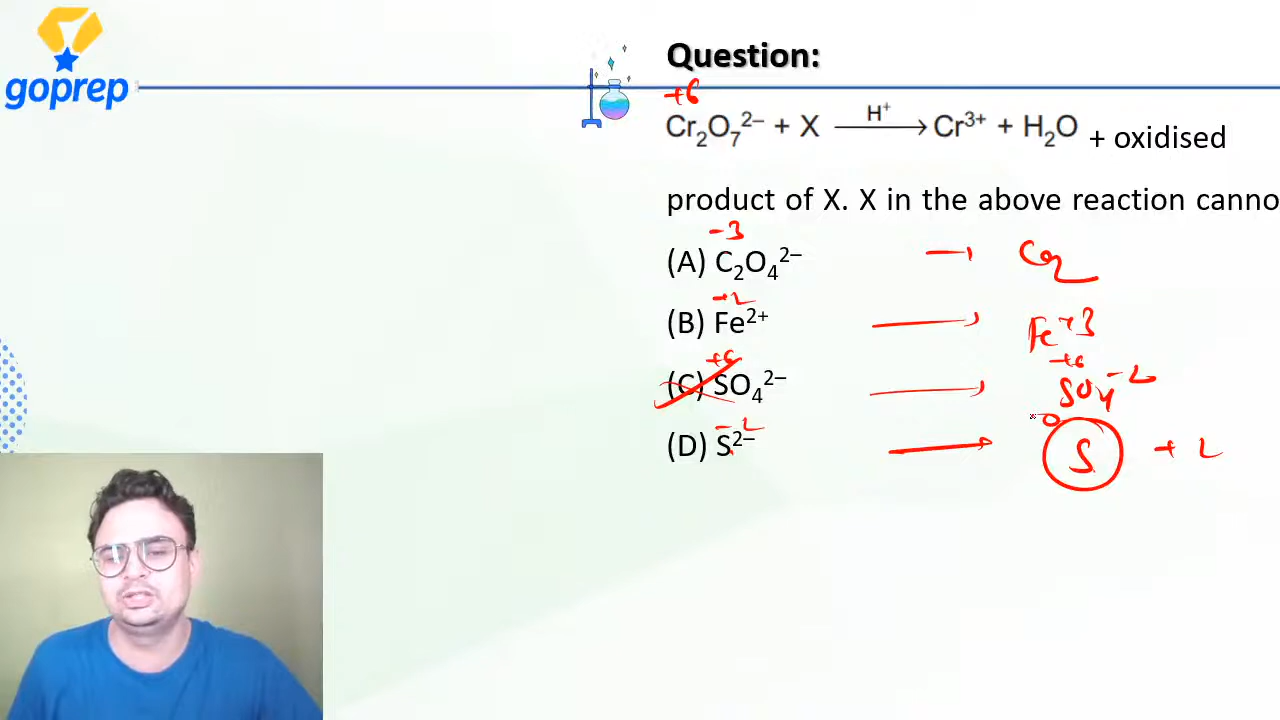 goprep
Question:
+6
Cr₂O₇²⁻ + X —H⁺→ Cr³⁺ + H₂O + oxidised
product of X. X in the above reaction canno
-3
(A) C₂O₄²⁻ →
+2
(B) Fe²⁺ → Fe+3
+6 +6
(C) SO₄²⁻ → SO₄⁻²
-2 0
(D) S²⁻ → S +2